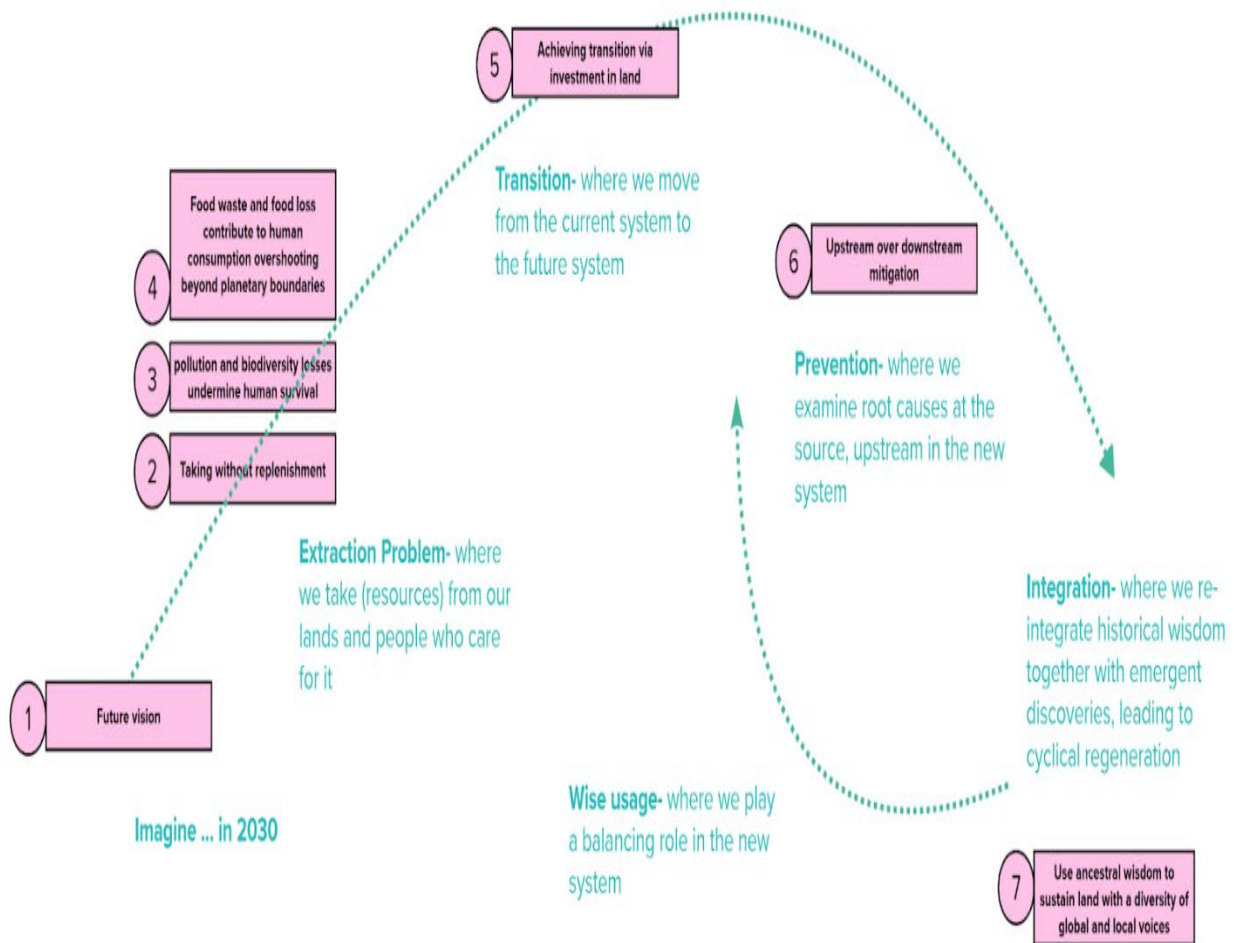 5
Achieving transition via
investment in land
Transition- where we move
from the current system to
the future system
4
Food waste and food loss
contribute to human
consumption overshooting
beyond planetary boundaries
3
pollution and biodiversity losses
undermine human survival
2
Taking without replenishment
6
Upstream over downstream
mitigation
Prevention- where we
examine root causes at the
source, upstream in the new
system
Extraction Problem- where
we take (resources) from our
lands and people who care
for it
1
Future vision
Imagine ... in 2030
Integration- where we re-
integrate historical wisdom
together with emergent
discoveries, leading to
cyclical regeneration
Wise usage- where we play
a balancing role in the new
system
7
Use ancestral wisdom to
sustain land with a diversity of
global and local voices